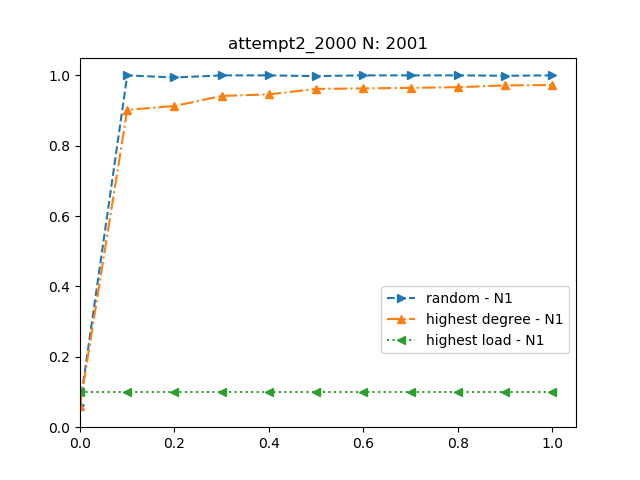 attempt2_2000 N: 2001
1.0
0.8
0.6
0.4
0.2
0.0
random - N1
highest degree - N1
highest load - N1
0.0 0.2 0.4 0.6 0.8 1.0